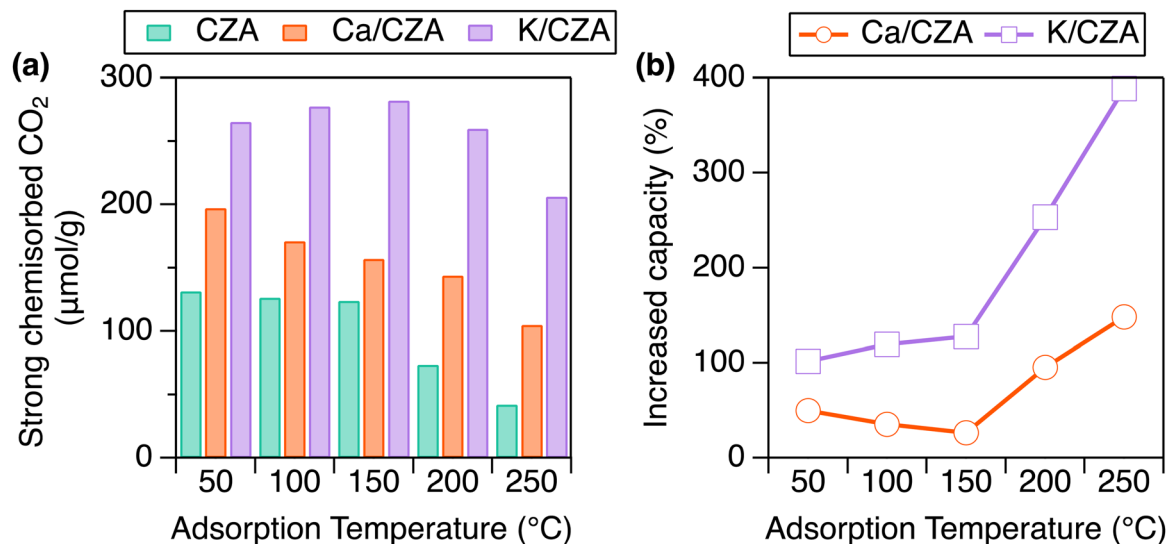 CZA Ca/CZA K/CZA
(a)
Strong chemisorbed CO₂
(µmol/g)
300
200
100
0
50 100 150 200 250
Adsorption Temperature (°C)
Ca/CZA K/CZA
(b)
Increased capacity (%)
400
300
200
100
0
50 100 150 200 250
Adsorption Temperature (°C)